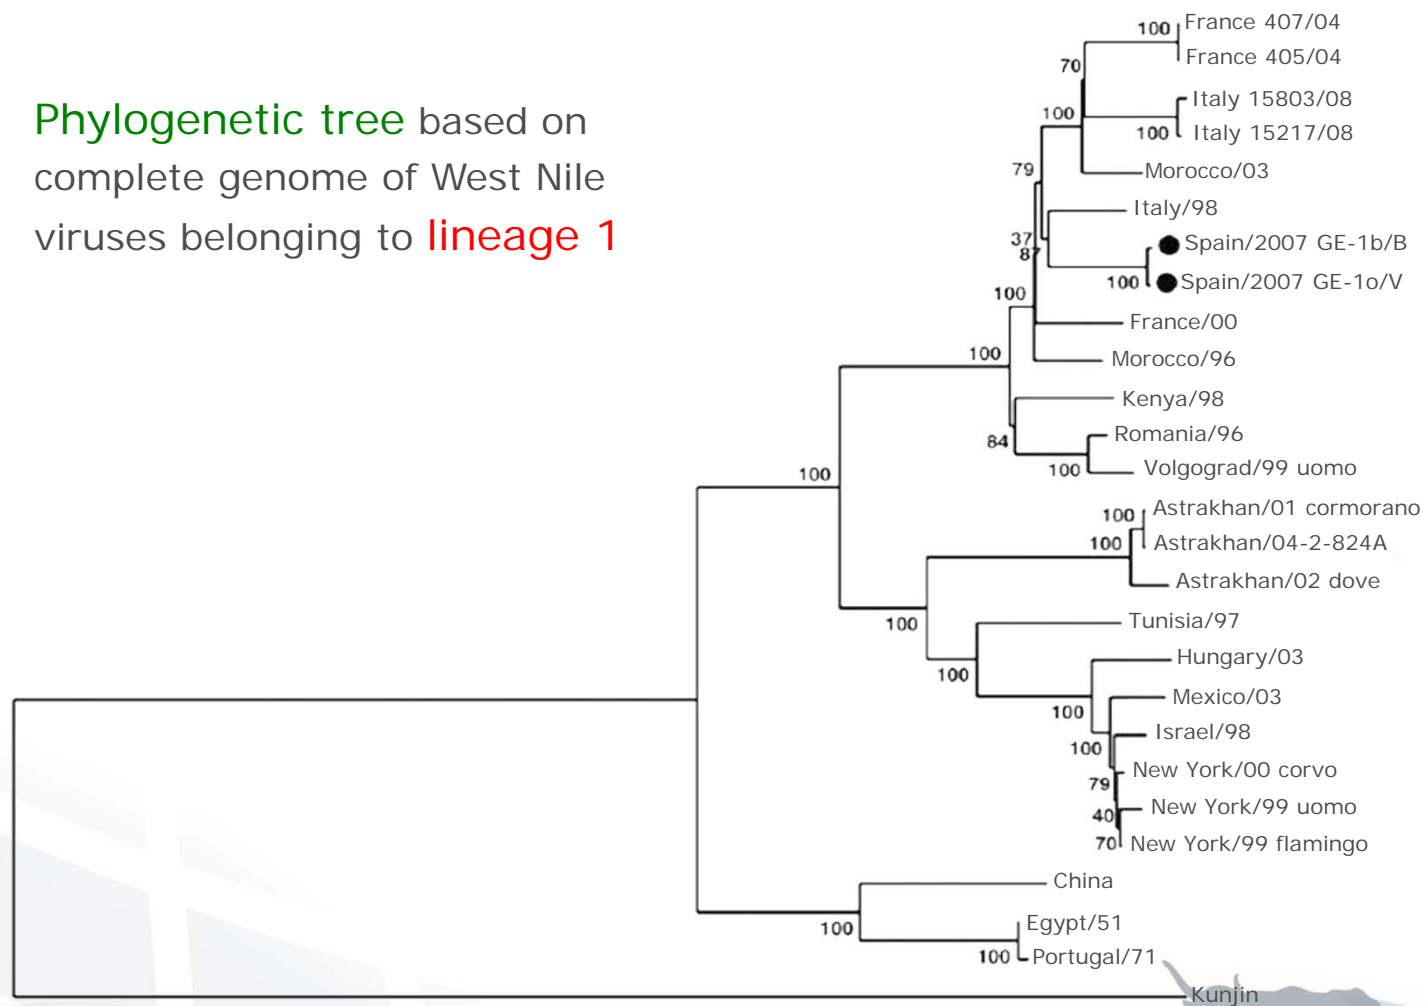 Phylogenetic tree based on
complete genome of West Nile
viruses belonging to lineage 1
100 France 407/04
France 405/04
70
Italy 15803/08
100
100 Italy 15217/08
79 Morocco/03
Italy/98
37
87
Spain/2007 GE-1b/B
100 Spain/2007 GE-1o/V
100
France/00
100
Morocco/96
Kenya/98
84
Romania/96
100 Volgograd/99 uomo
100
100 Astrakhan/01 cormorano
100 Astrakhan/04-2-824A
Astrakhan/02 dove
100 Tunisia/97
Hungary/03
100
Mexico/03
100
Israel/98
100
New York/00 corvo
79
New York/99 uomo
40
70 New York/99 flamingo
China
100
Egypt/51
100 Portugal/71
Kunjin